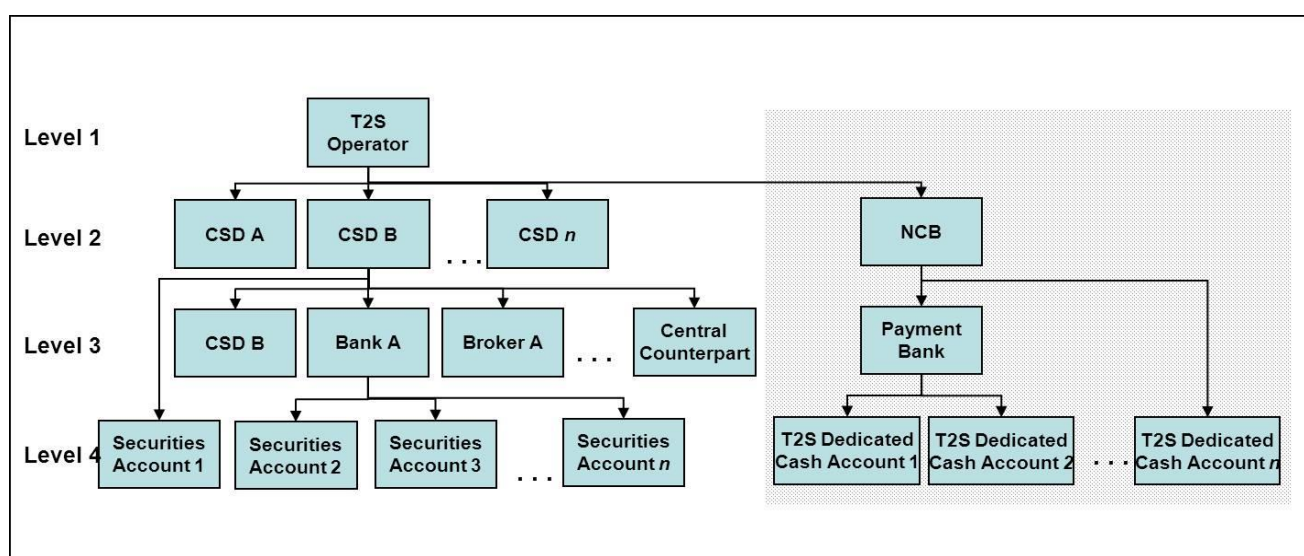 Level 1
T2S
Operator
Level 2
CSD A
CSD B
. . .
CSD n
NCB
Level 3
CSD B
Bank A
Broker A
. . .
Central
Counterpart
Payment
Bank
Level 4
Securities
Account 1
Securities
Account 2
Securities
Account 3
. . .
Securities
Account n
T2S Dedicated
Cash Account 1
T2S Dedicated
Cash Account 2
. . .
T2S Dedicated
Cash Account n